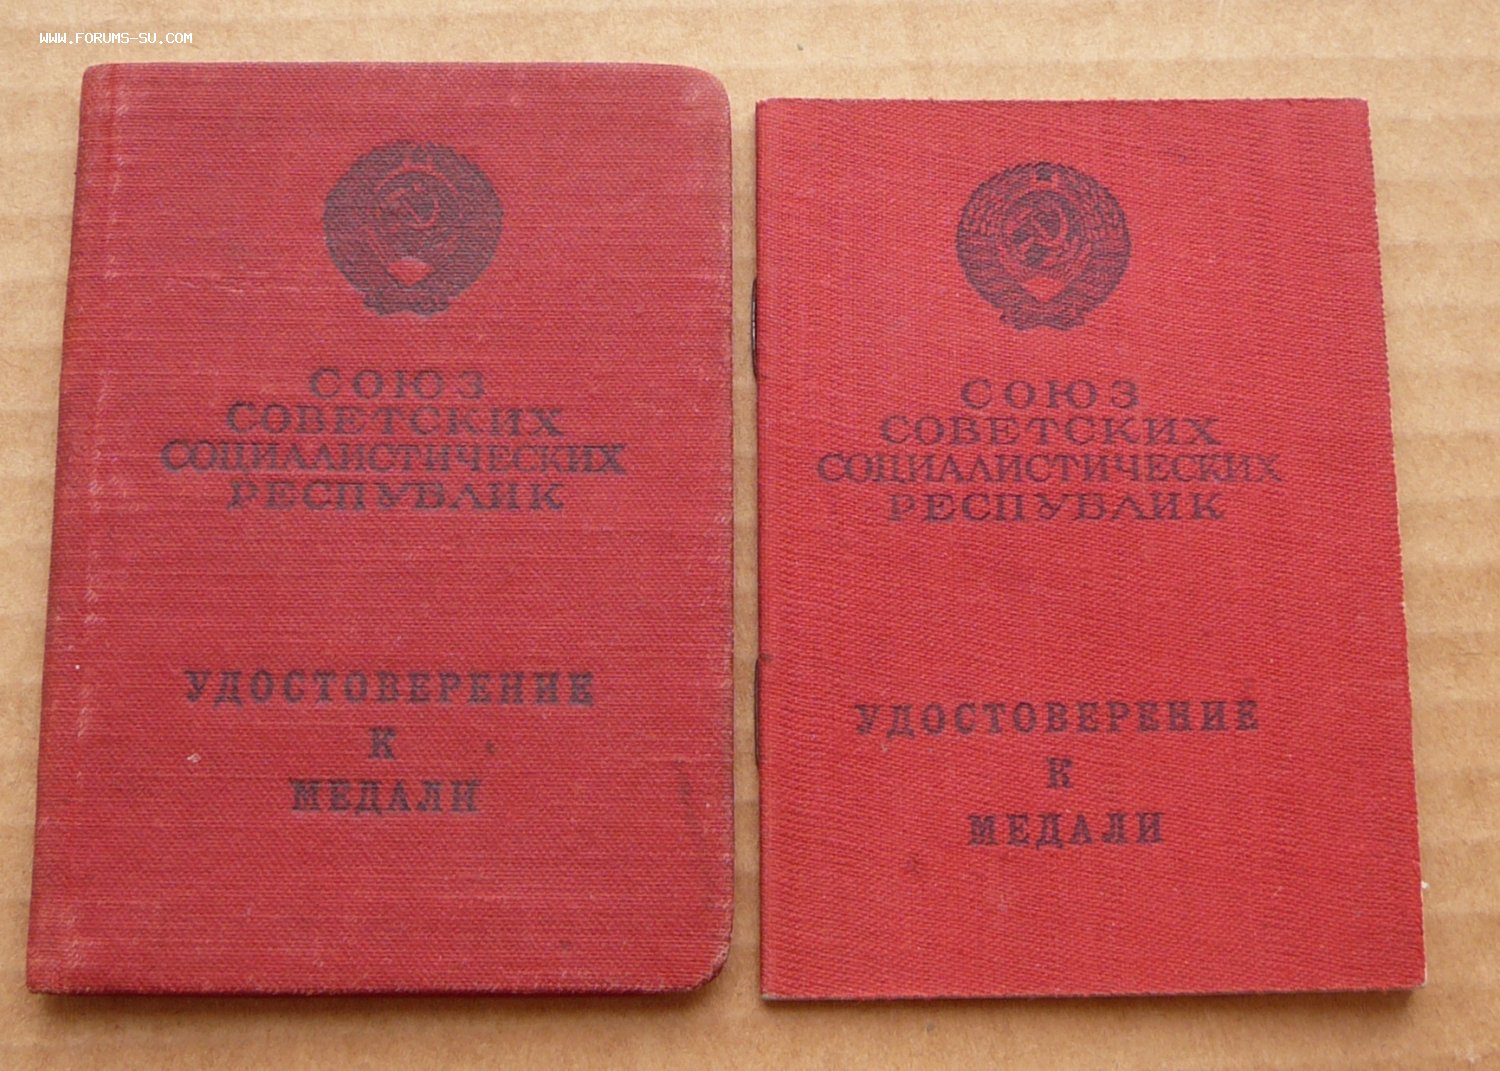 WWW.FORUMS-SU.COM
СОЮЗ
СОВЕТСКИХ
СОЦИАЛИСТИЧЕСКИХ
РЕСПУБЛИК
УДОСТОВЕРЕНИЕ
К
МЕДАЛИ
СОЮЗ
СОВЕТСКИХ
СОЦИАЛИСТИЧЕСКИХ
РЕСПУБЛИК
УДОСТОВЕРЕНИЕ
К
МЕДАЛИ